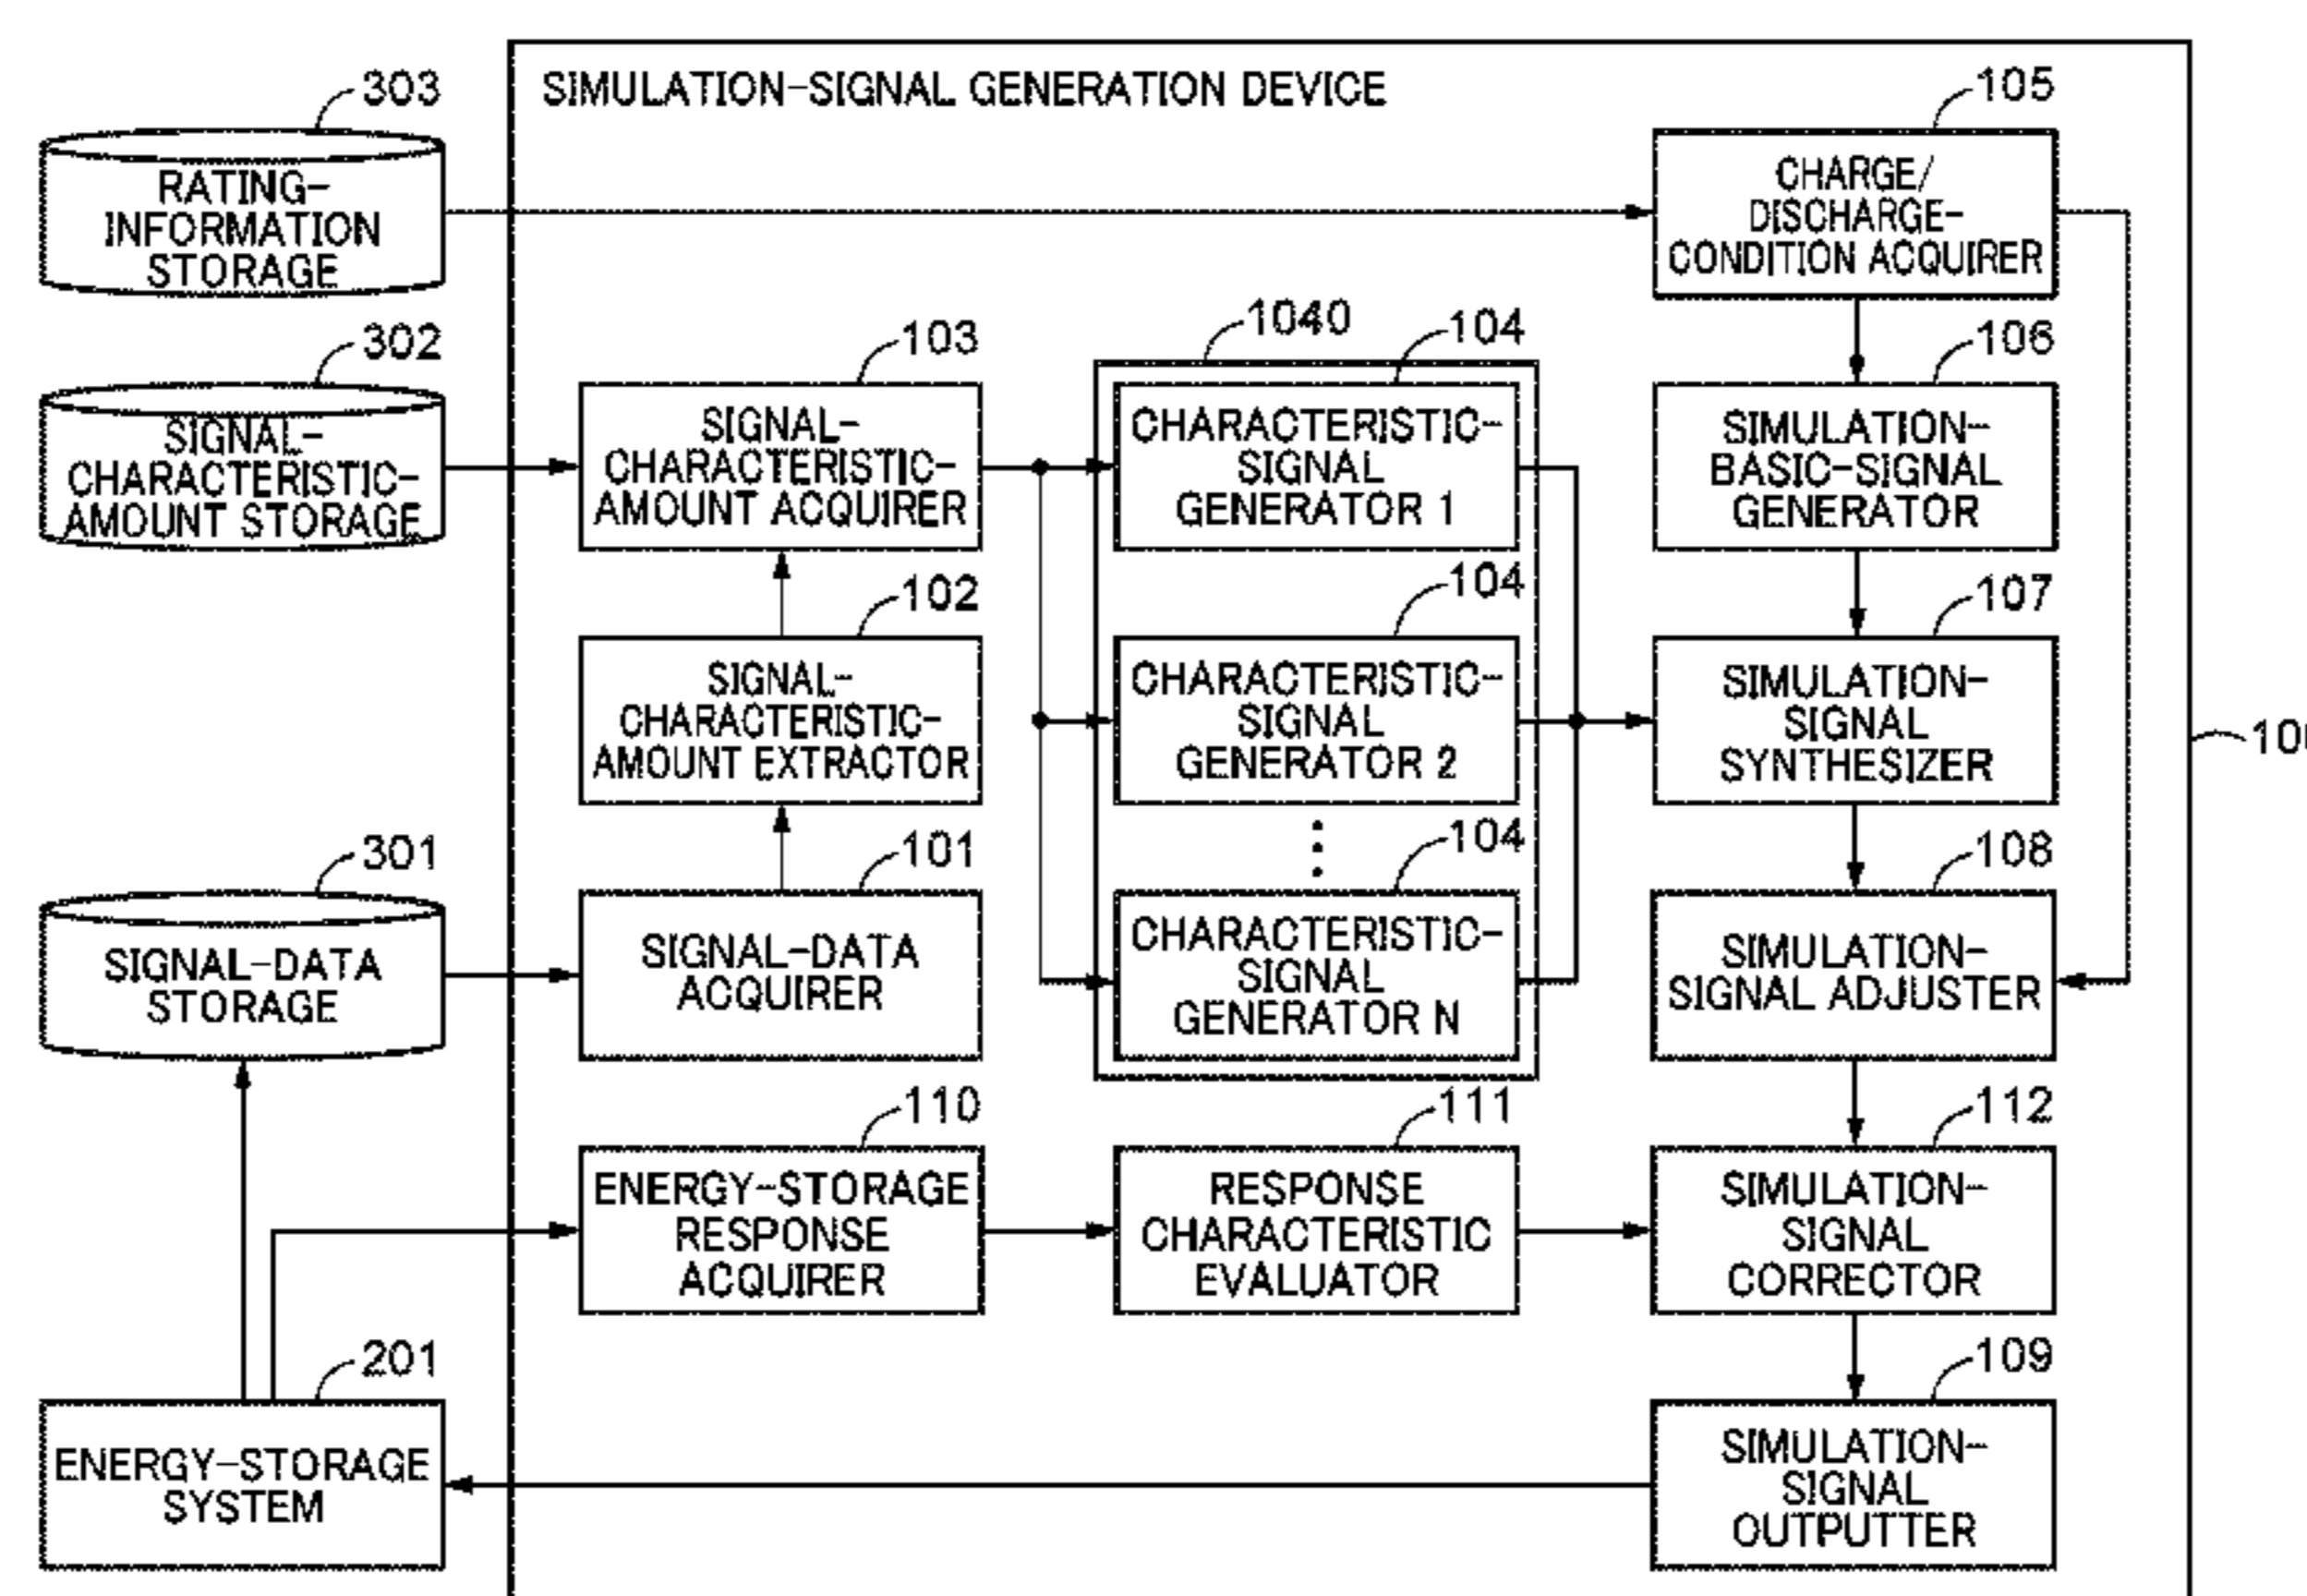 SIMULATION-SIGNAL GENERATION DEVICE
303
RATING-
INFORMATION
STORAGE
105
CHARGE/
DISCHARGE-
CONDITION ACQUIRER
302
SIGNAL-
CHARACTERISTIC-
AMOUNT STORAGE
103
SIGNAL-
CHARACTERISTIC-
AMOUNT ACQUIRER
1040
104
CHARACTERISTIC-
SIGNAL
GENERATOR 1
106
SIMULATION-
BASIC-SIGNAL
GENERATOR
102
SIGNAL-
CHARACTERISTIC-
AMOUNT EXTRACTOR
104
CHARACTERISTIC-
SIGNAL
GENERATOR 2
107
SIMULATION-
SIGNAL
SYNTHESIZER
301
SIGNAL-DATA
STORAGE
101
SIGNAL-DATA
ACQUIRER
104
CHARACTERISTIC-
SIGNAL
GENERATOR N
108
SIMULATION-
SIGNAL ADJUSTER
110
ENERGY-STORAGE
RESPONSE
ACQUIRER
111
RESPONSE
CHARACTERISTIC
EVALUATOR
112
SIMULATION-
SIGNAL
CORRECTOR
201
ENERGY-STORAGE
SYSTEM
109
SIMULATION-
SIGNAL
OUTPUTTER